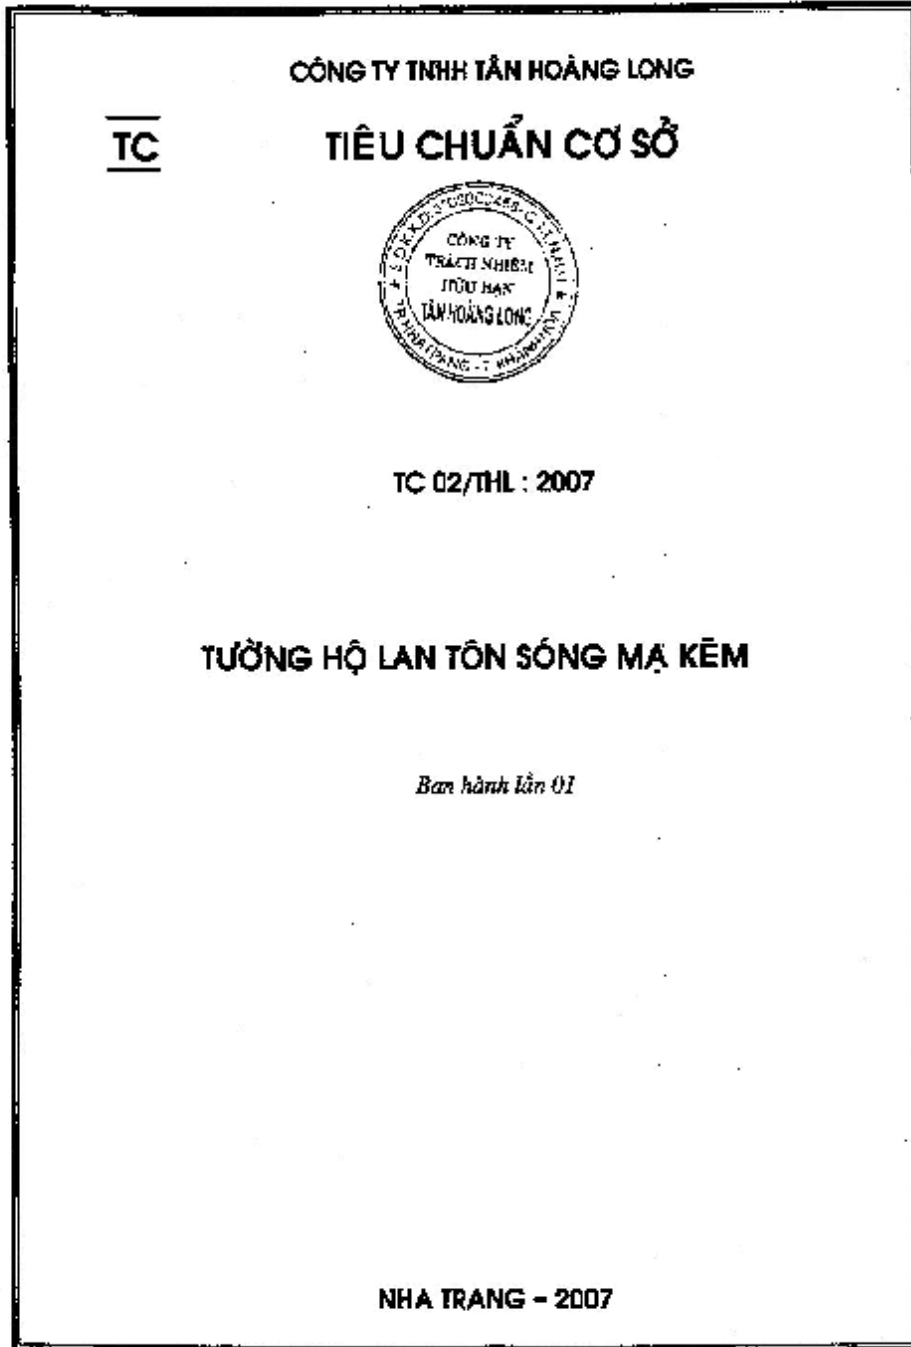 CÔNG TY TNHH TÂN HOÀNG LONG
TC
TIÊU CHUẨN CƠ SỞ
CÔNG TY
TRÁCH NHIỆM
HỮU HẠN
TÂN HOÀNG LONG
TC 02/THL : 2007
TƯỜNG HỘ LAN TÔN SÓNG MẠ KẼM
Ban hành lần 01
NHA TRANG - 2007